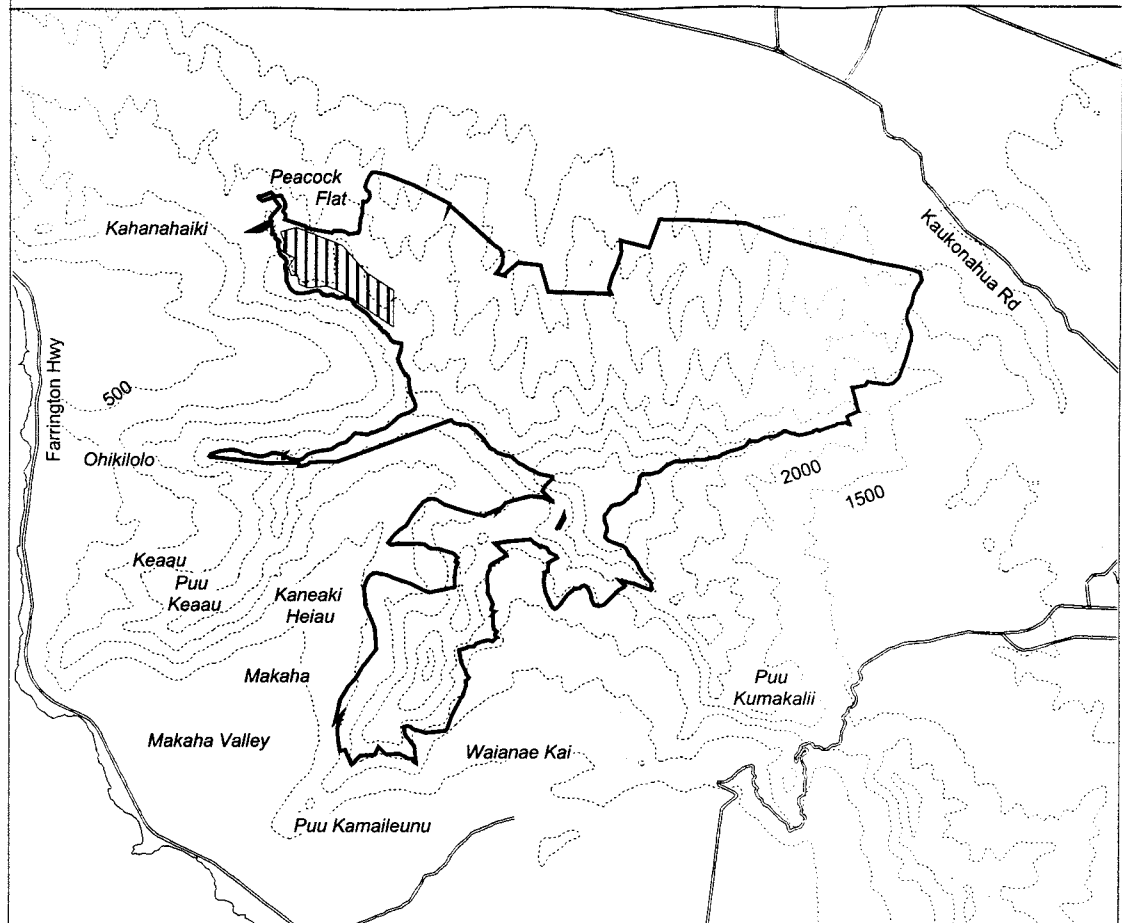 Peacock
Flat
Kahanahaiki
Kaukonahua Rd
Farrington Hwy
500
Ohikilolo
2000
1500
Keaau
Puu
Keaau
Kaneaki
Heiau
Makaha
Puu
Kumakalii
Makaha Valley
Waianae Kai
Puu Kamaileunu